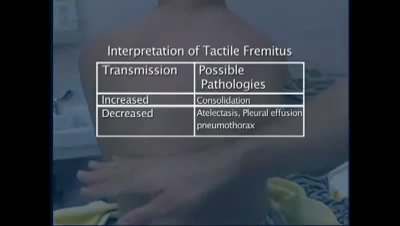 Interpretation of Tactile Fremitus
Transmission Possible Pathologies
Increased Consolidation
Decreased Atelectasis, Pleural effusion
pneumothorax